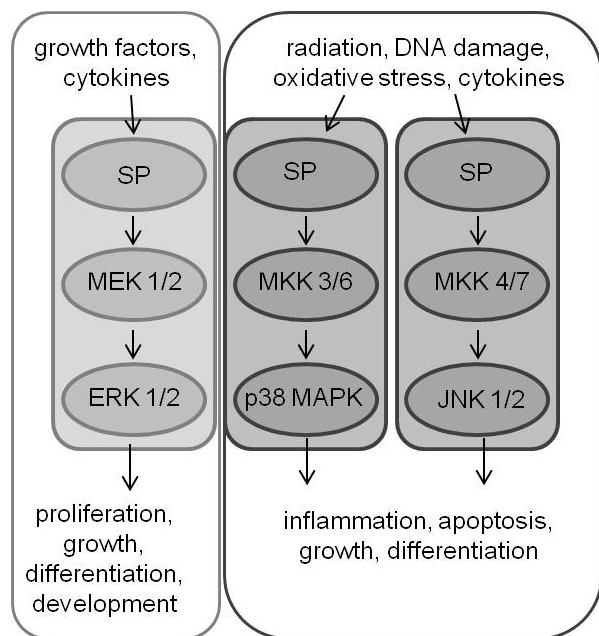 growth factors,
cytokines
SP
MEK 1/2
ERK 1/2
proliferation,
growth,
differentiation,
development
radiation, DNA damage,
oxidative stress, cytokines
SP
MKK 3/6
p38 MAPK
SP
MKK 4/7
JNK 1/2
inflammation, apoptosis,
growth, differentiation